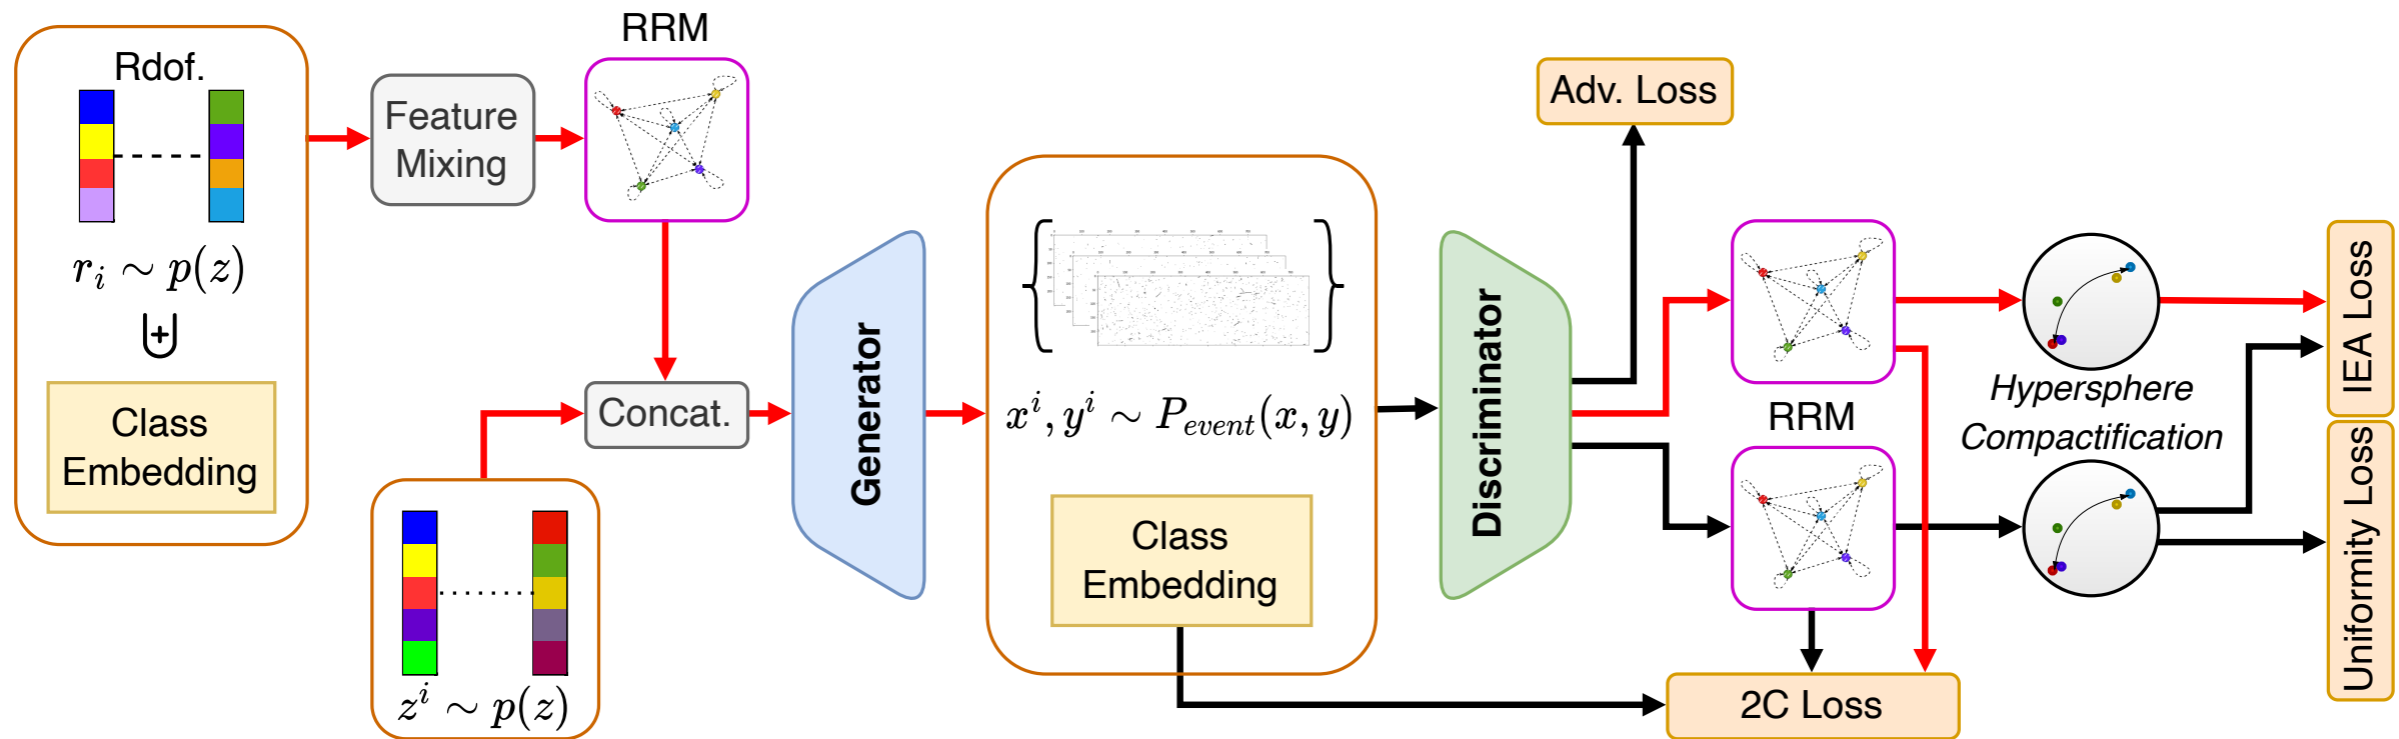 Rdof.
r_i ∼ p(z)
⊎
Class
Embedding
Feature
Mixing
RRM
Concat.
z^i ∼ p(z)
Generator
x^i, y^i ∼ P_event(x, y)
Class
Embedding
Discriminator
Adv. Loss
RRM
Hypersphere
Compactification
2C Loss
IEA Loss
Uniformity Loss